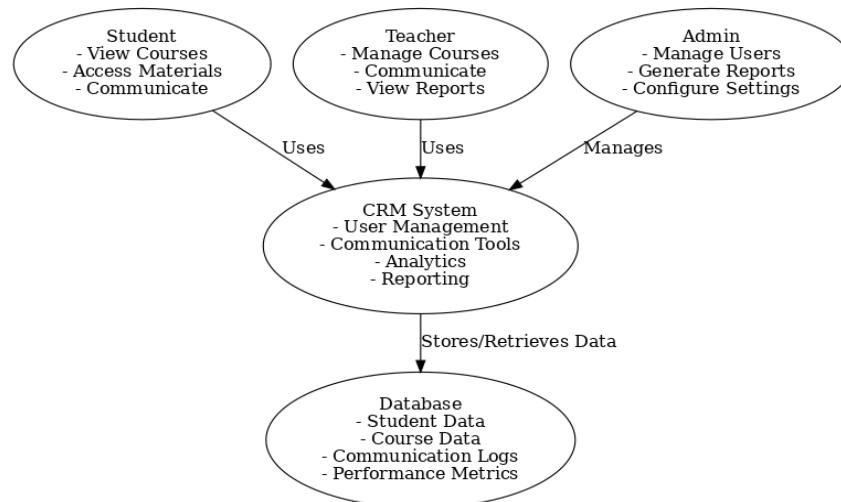 Student
- View Courses
- Access Materials
- Communicate
Teacher
- Manage Courses
- Communicate
- View Reports
Admin
- Manage Users
- Generate Reports
- Configure Settings
Uses
Uses
Manages
CRM System
- User Management
- Communication Tools
- Analytics
- Reporting
Stores/Retrieves Data
Database
- Student Data
- Course Data
- Communication Logs
- Performance Metrics